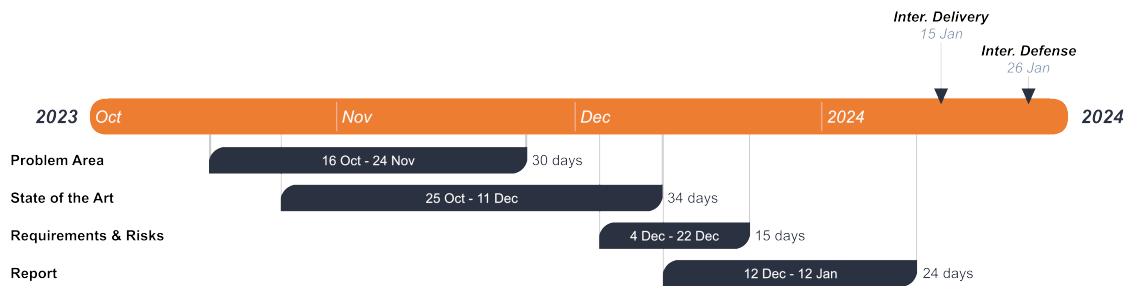 Inter. Delivery
15 Jan
Inter. Defense
26 Jan
2023 Oct Nov Dec 2024 2024
Problem Area 16 Oct - 24 Nov 30 days
State of the Art 25 Oct - 11 Dec 34 days
Requirements & Risks 4 Dec - 22 Dec 15 days
Report 12 Dec - 12 Jan 24 days